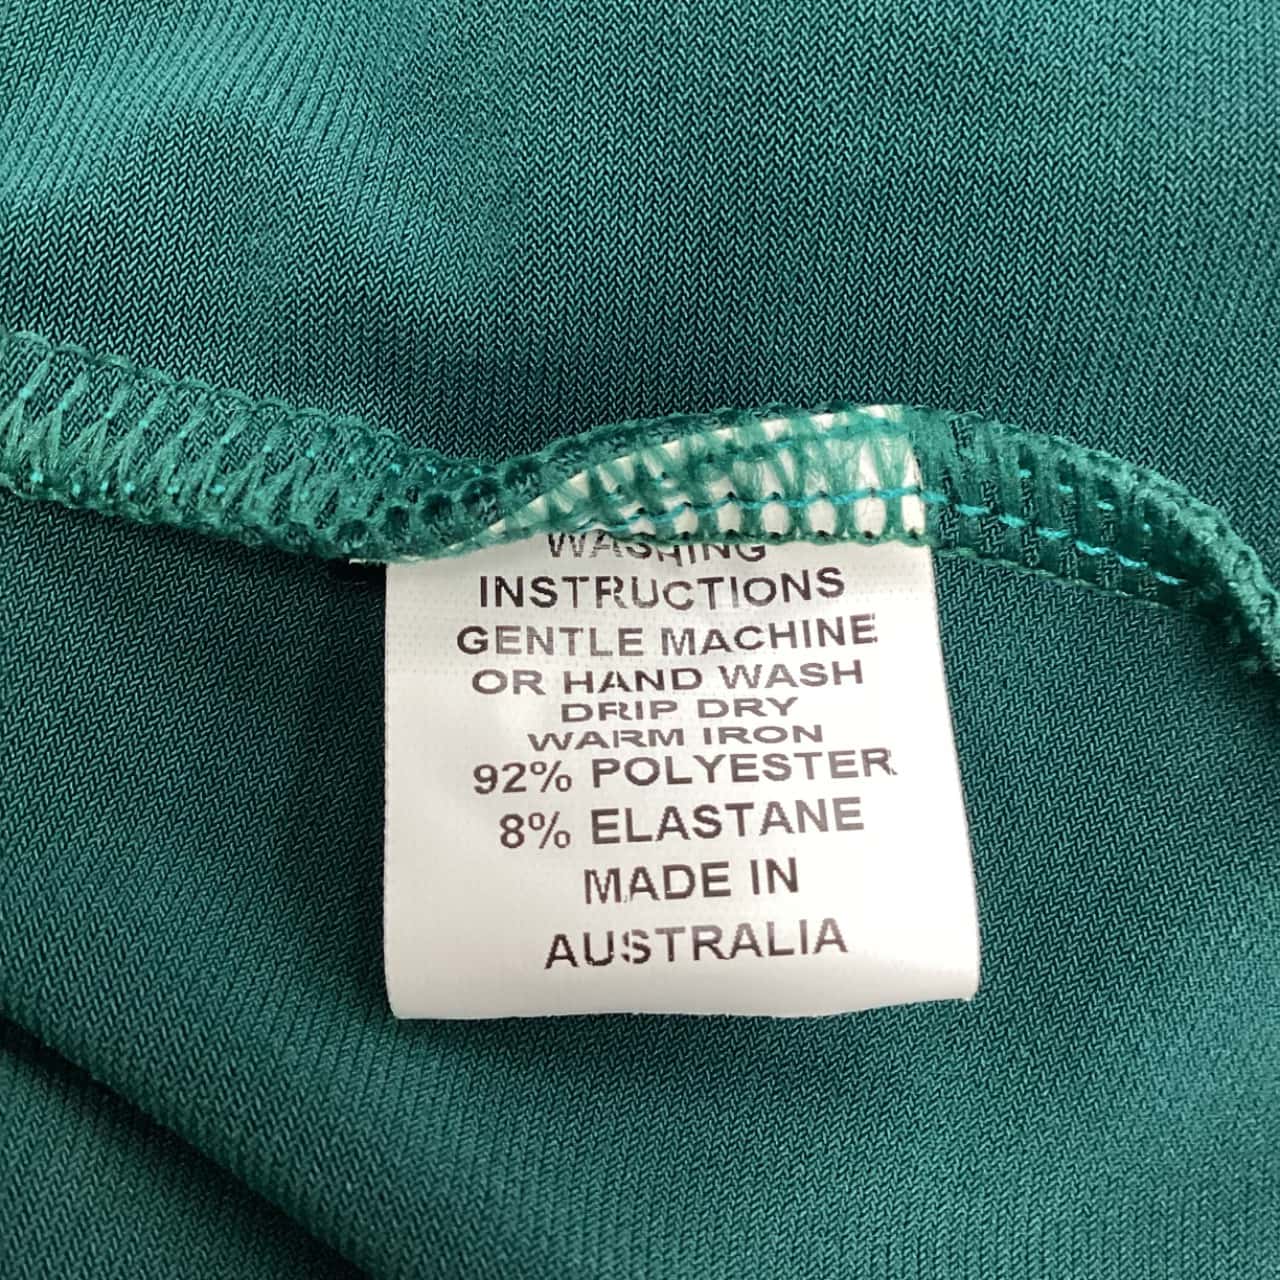 WASHING
INSTRUCTIONS
GENTLE MACHINE
OR HAND WASH
DRIP DRY
WARM IRON
92% POLYESTER
8% ELASTANE
MADE IN
AUSTRALIA